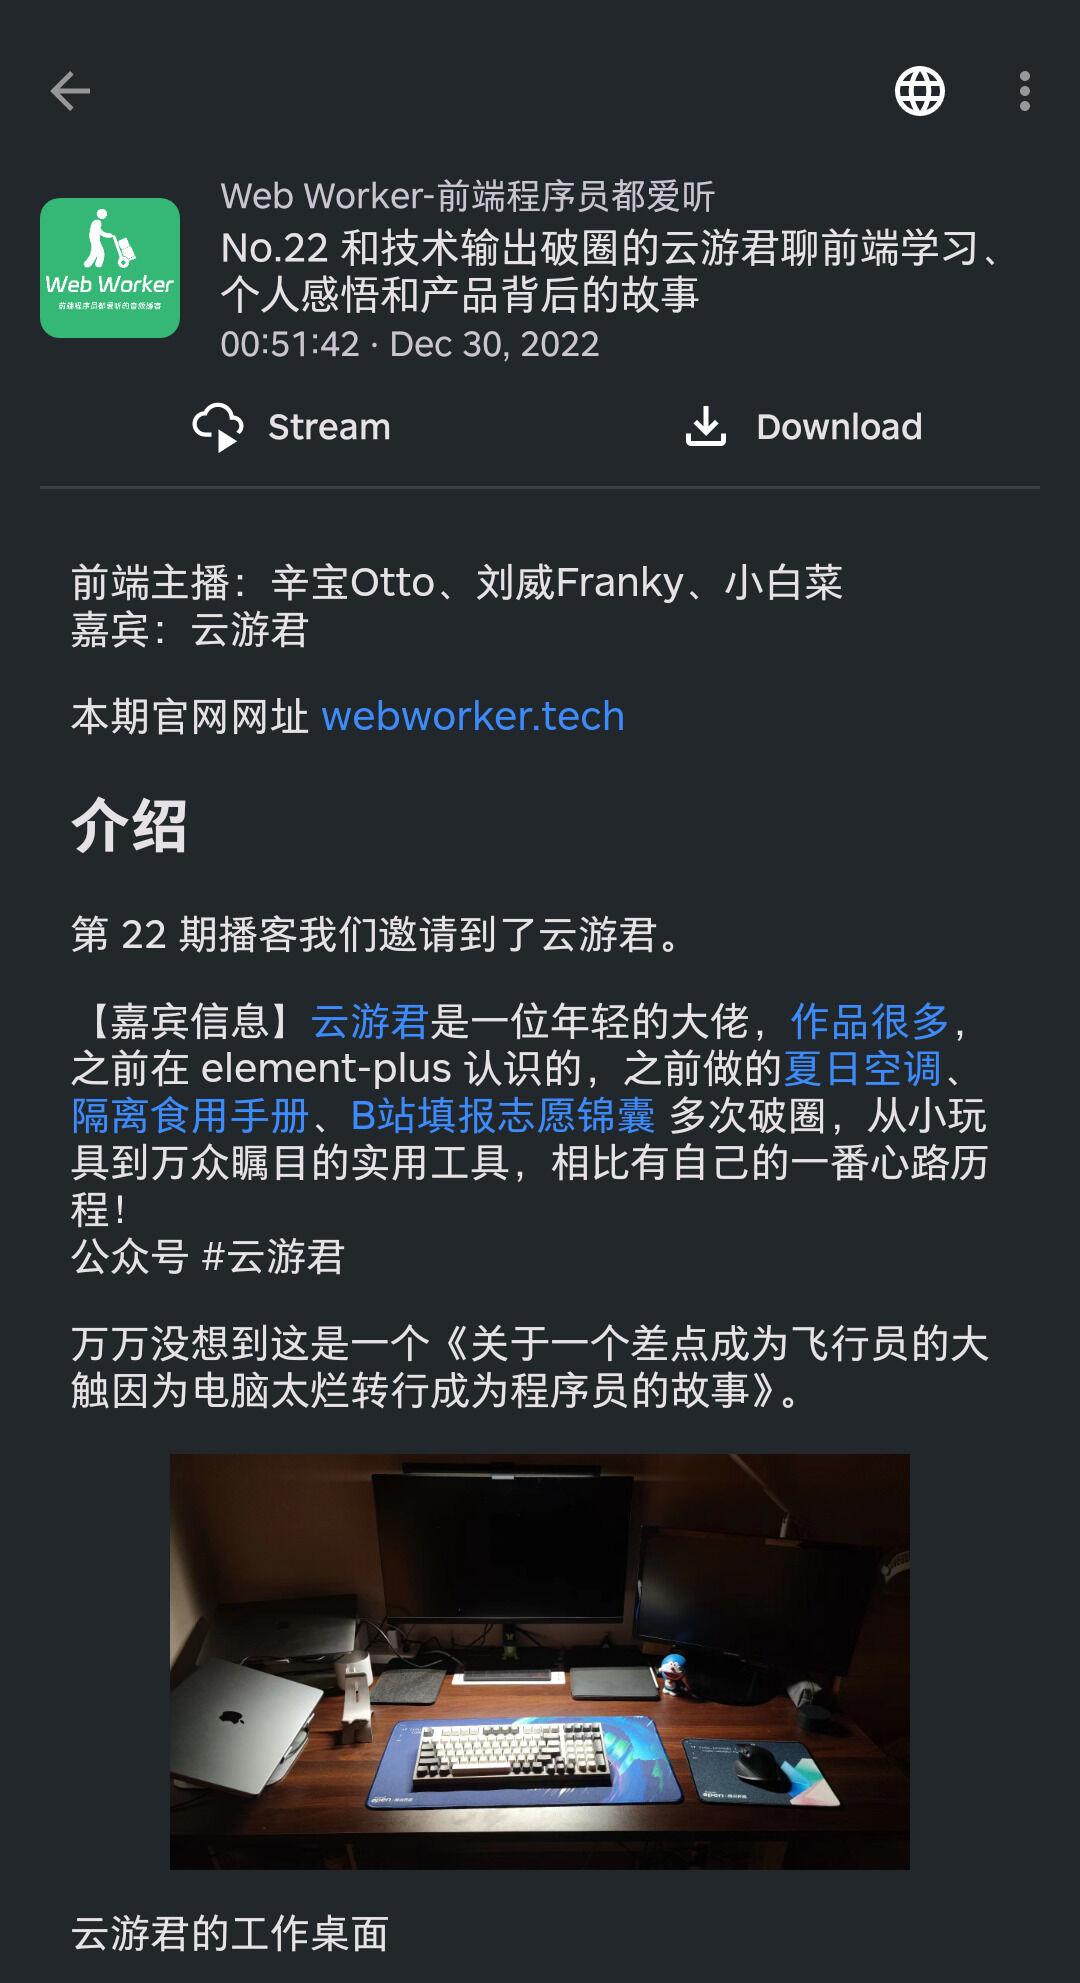 Web Worker-前端程序员都爱听
No.22 和技术输出破圈的云游君聊前端学习、
个人感悟和产品背后的故事
00:51:42 · Dec 30, 2022
Web Worker
前端程序员都爱听的音频播客
Stream
Download
前端主播：辛宝Otto、刘威Franky、小白菜
嘉宾：云游君
本期官网网址 webworker.tech
介绍
第 22 期播客我们邀请到了云游君。
【嘉宾信息】云游君是一位年轻的大佬，作品很多，
之前在 element-plus 认识的，之前做的夏日空调、
隔离食用手册、B站填报志愿锦囊 多次破圈，从小玩
具到万众瞩目的实用工具，相比有自己的一番心路历
程！
公众号 #云游君
万万没想到这是一个《关于一个差点成为飞行员的大
触因为电脑太烂转行成为程序员的故事》。
云游君的工作桌面